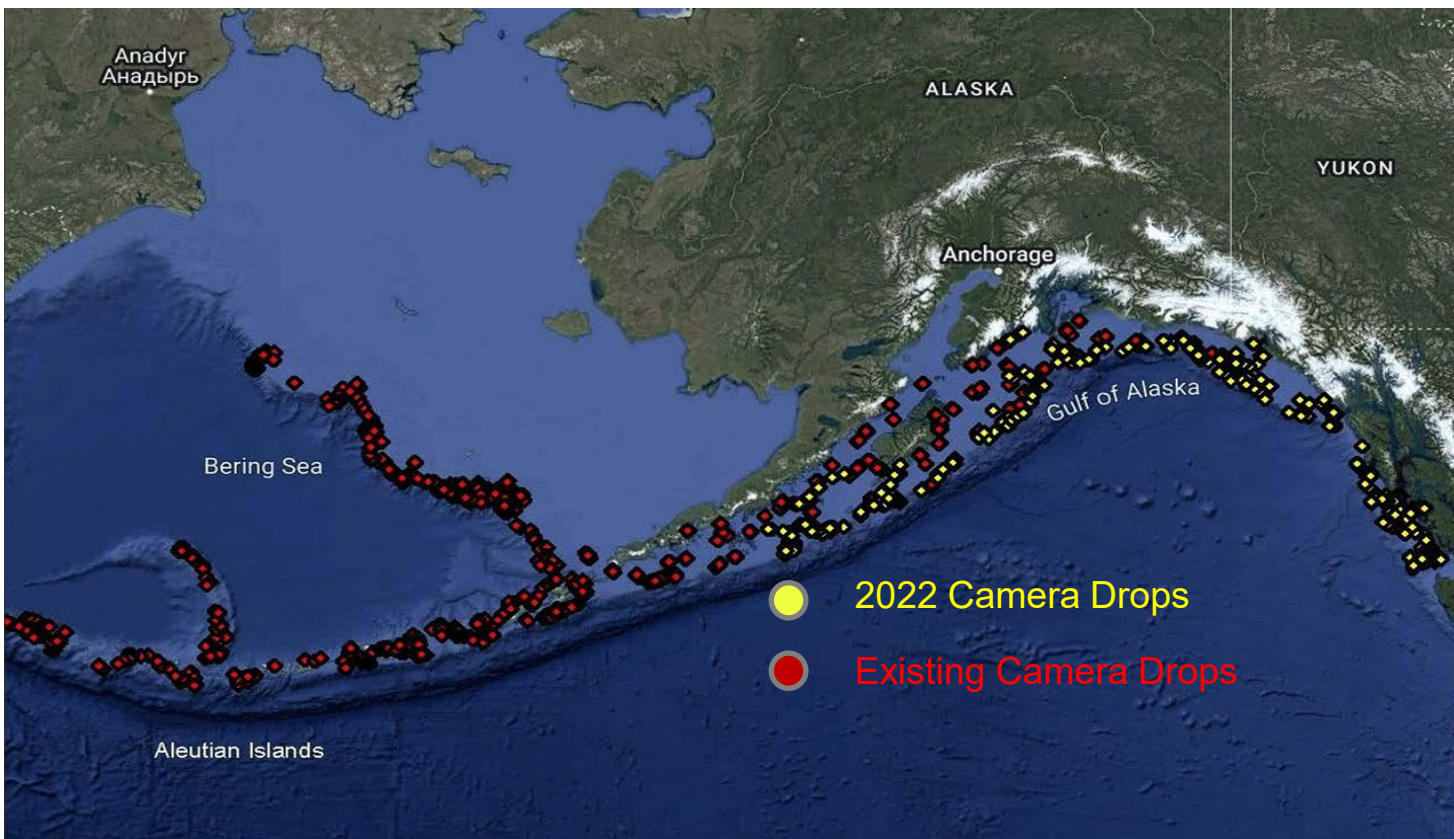 Anadyr
Анадырь
ALASKA
YUKON
Anchorage
Gulf of Alaska
Bering Sea
2022 Camera Drops
Existing Camera Drops
Aleutian Islands